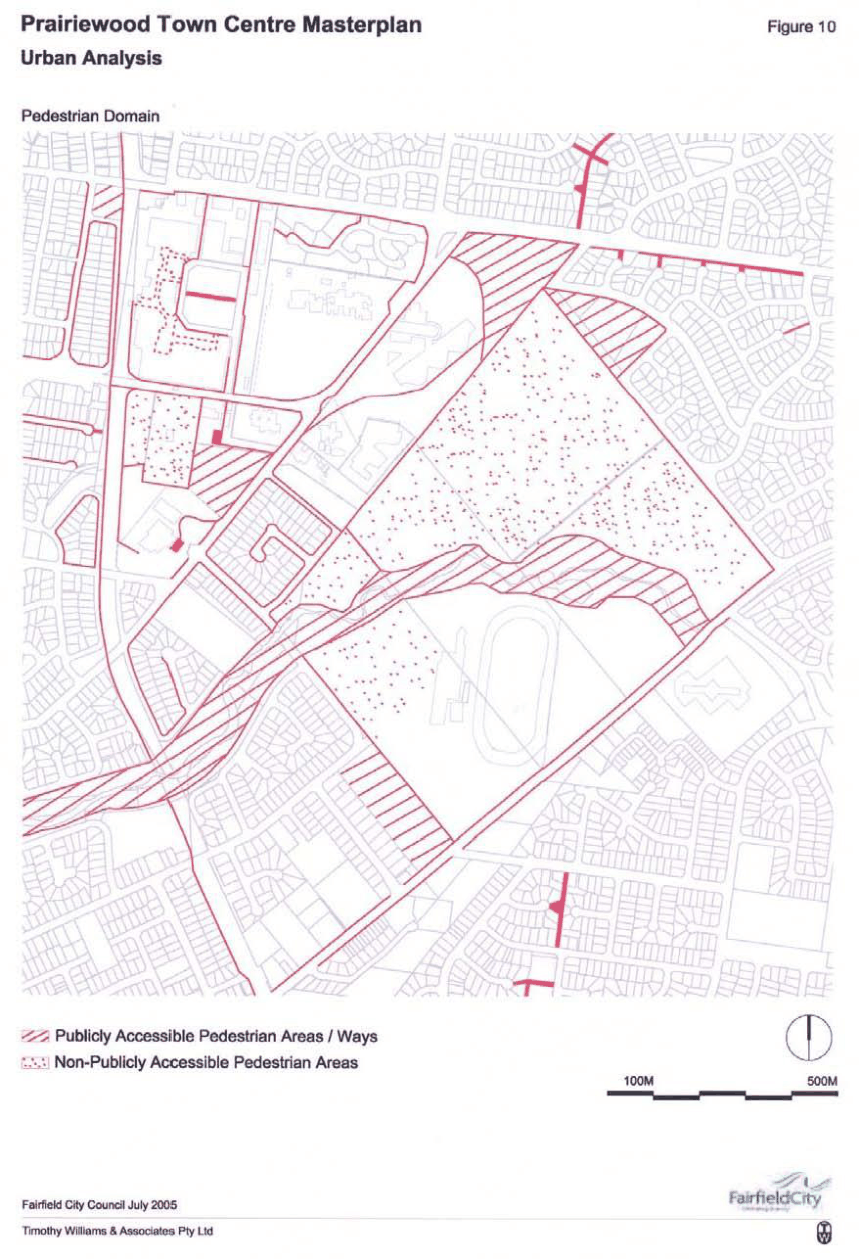 Prairiewood Town Centre Masterplan
Figure 10
Urban Analysis
Pedestrian Domain
Publicly Accessible Pedestrian Areas / Ways
Non-Publicly Accessible Pedestrian Areas
100M 500M
Fairfield City Council July 2005
FairfieldCity
Timothy Williams & Associates Pty Ltd